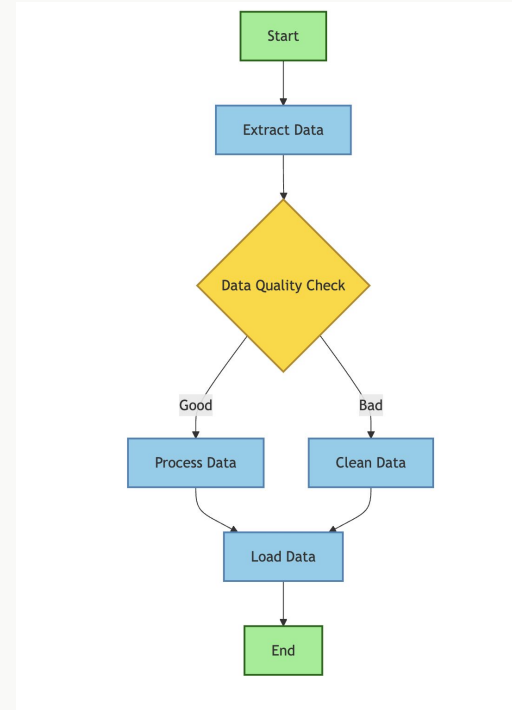 Start
Extract Data
Data Quality Check
Good
Bad
Process Data
Clean Data
Load Data
End